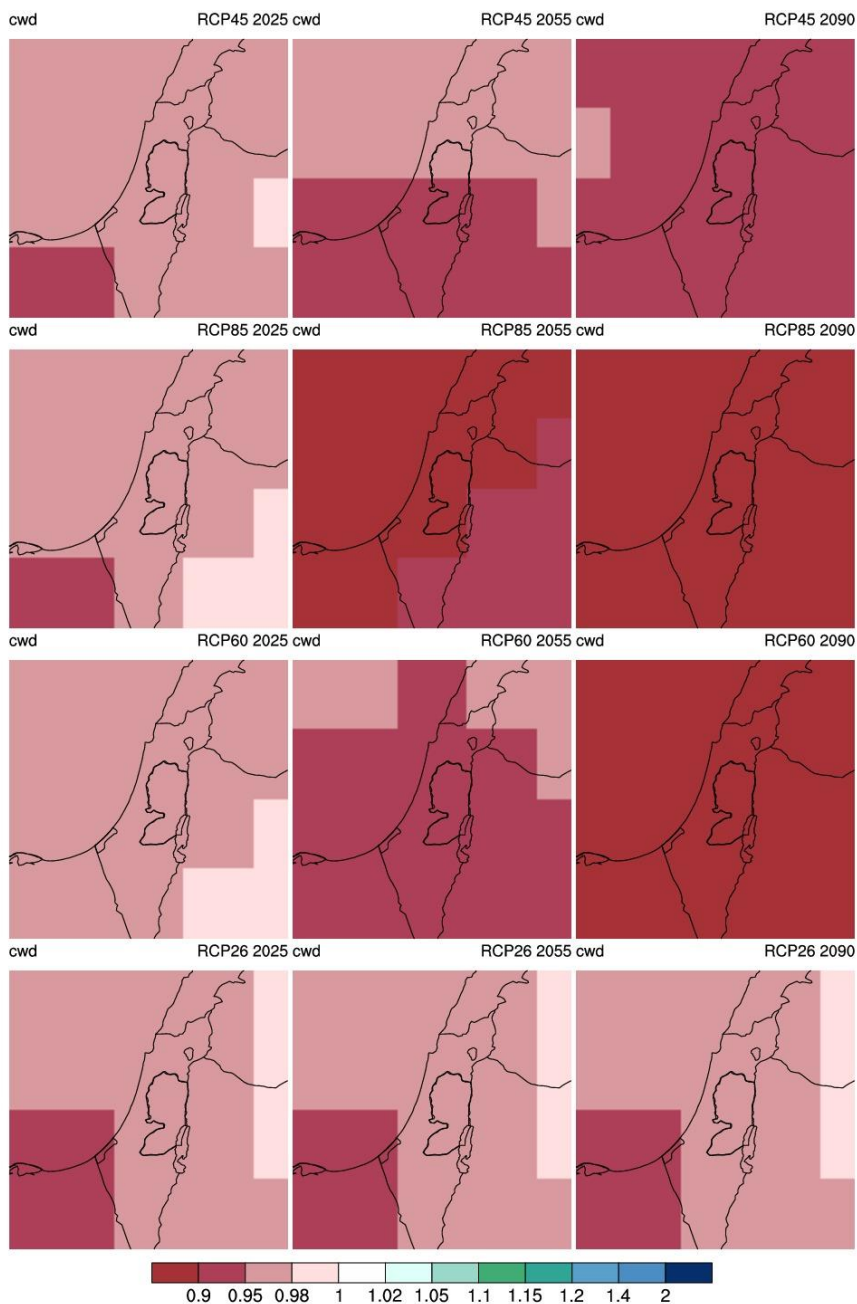 cwd RCP45 2025 cwd RCP45 2055 cwd RCP45 2090
cwd RCP85 2025 cwd RCP85 2055 cwd RCP85 2090
cwd RCP60 2025 cwd RCP60 2055 cwd RCP60 2090
cwd RCP26 2025 cwd RCP26 2055 cwd RCP26 2090
0.9 0.95 0.98 1 1.02 1.05 1.1 1.15 1.2 1.4 2